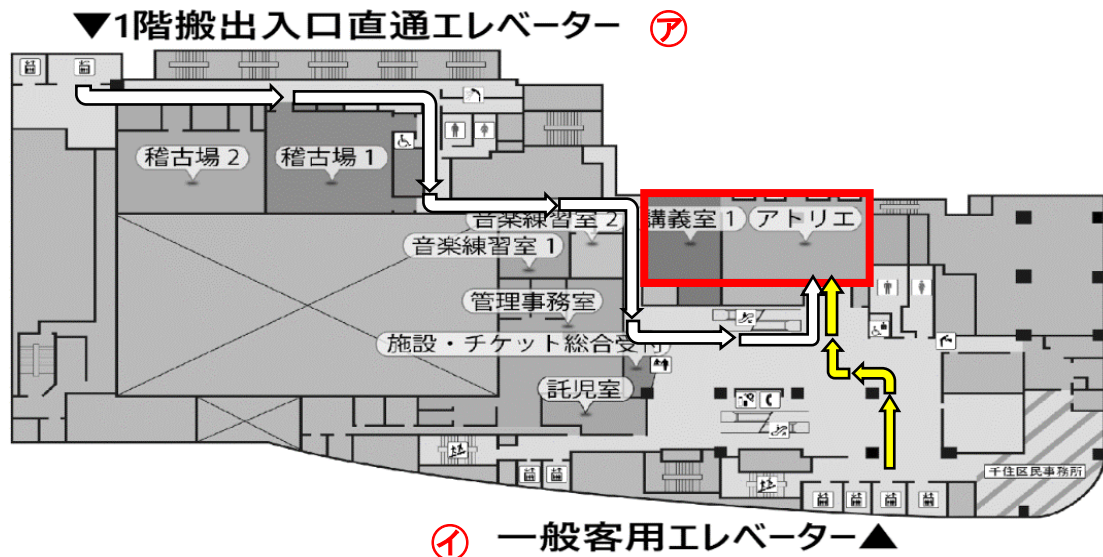 ▼1階搬出入口直通エレベーター ㋐
稽古場2
稽古場1
音楽練習室2
講義室1
アトリエ
音楽練習室1
管理事務室
施設・チケット総合受付
託児室
千住区民事務所
㋑ 一般客用エレベーター▲